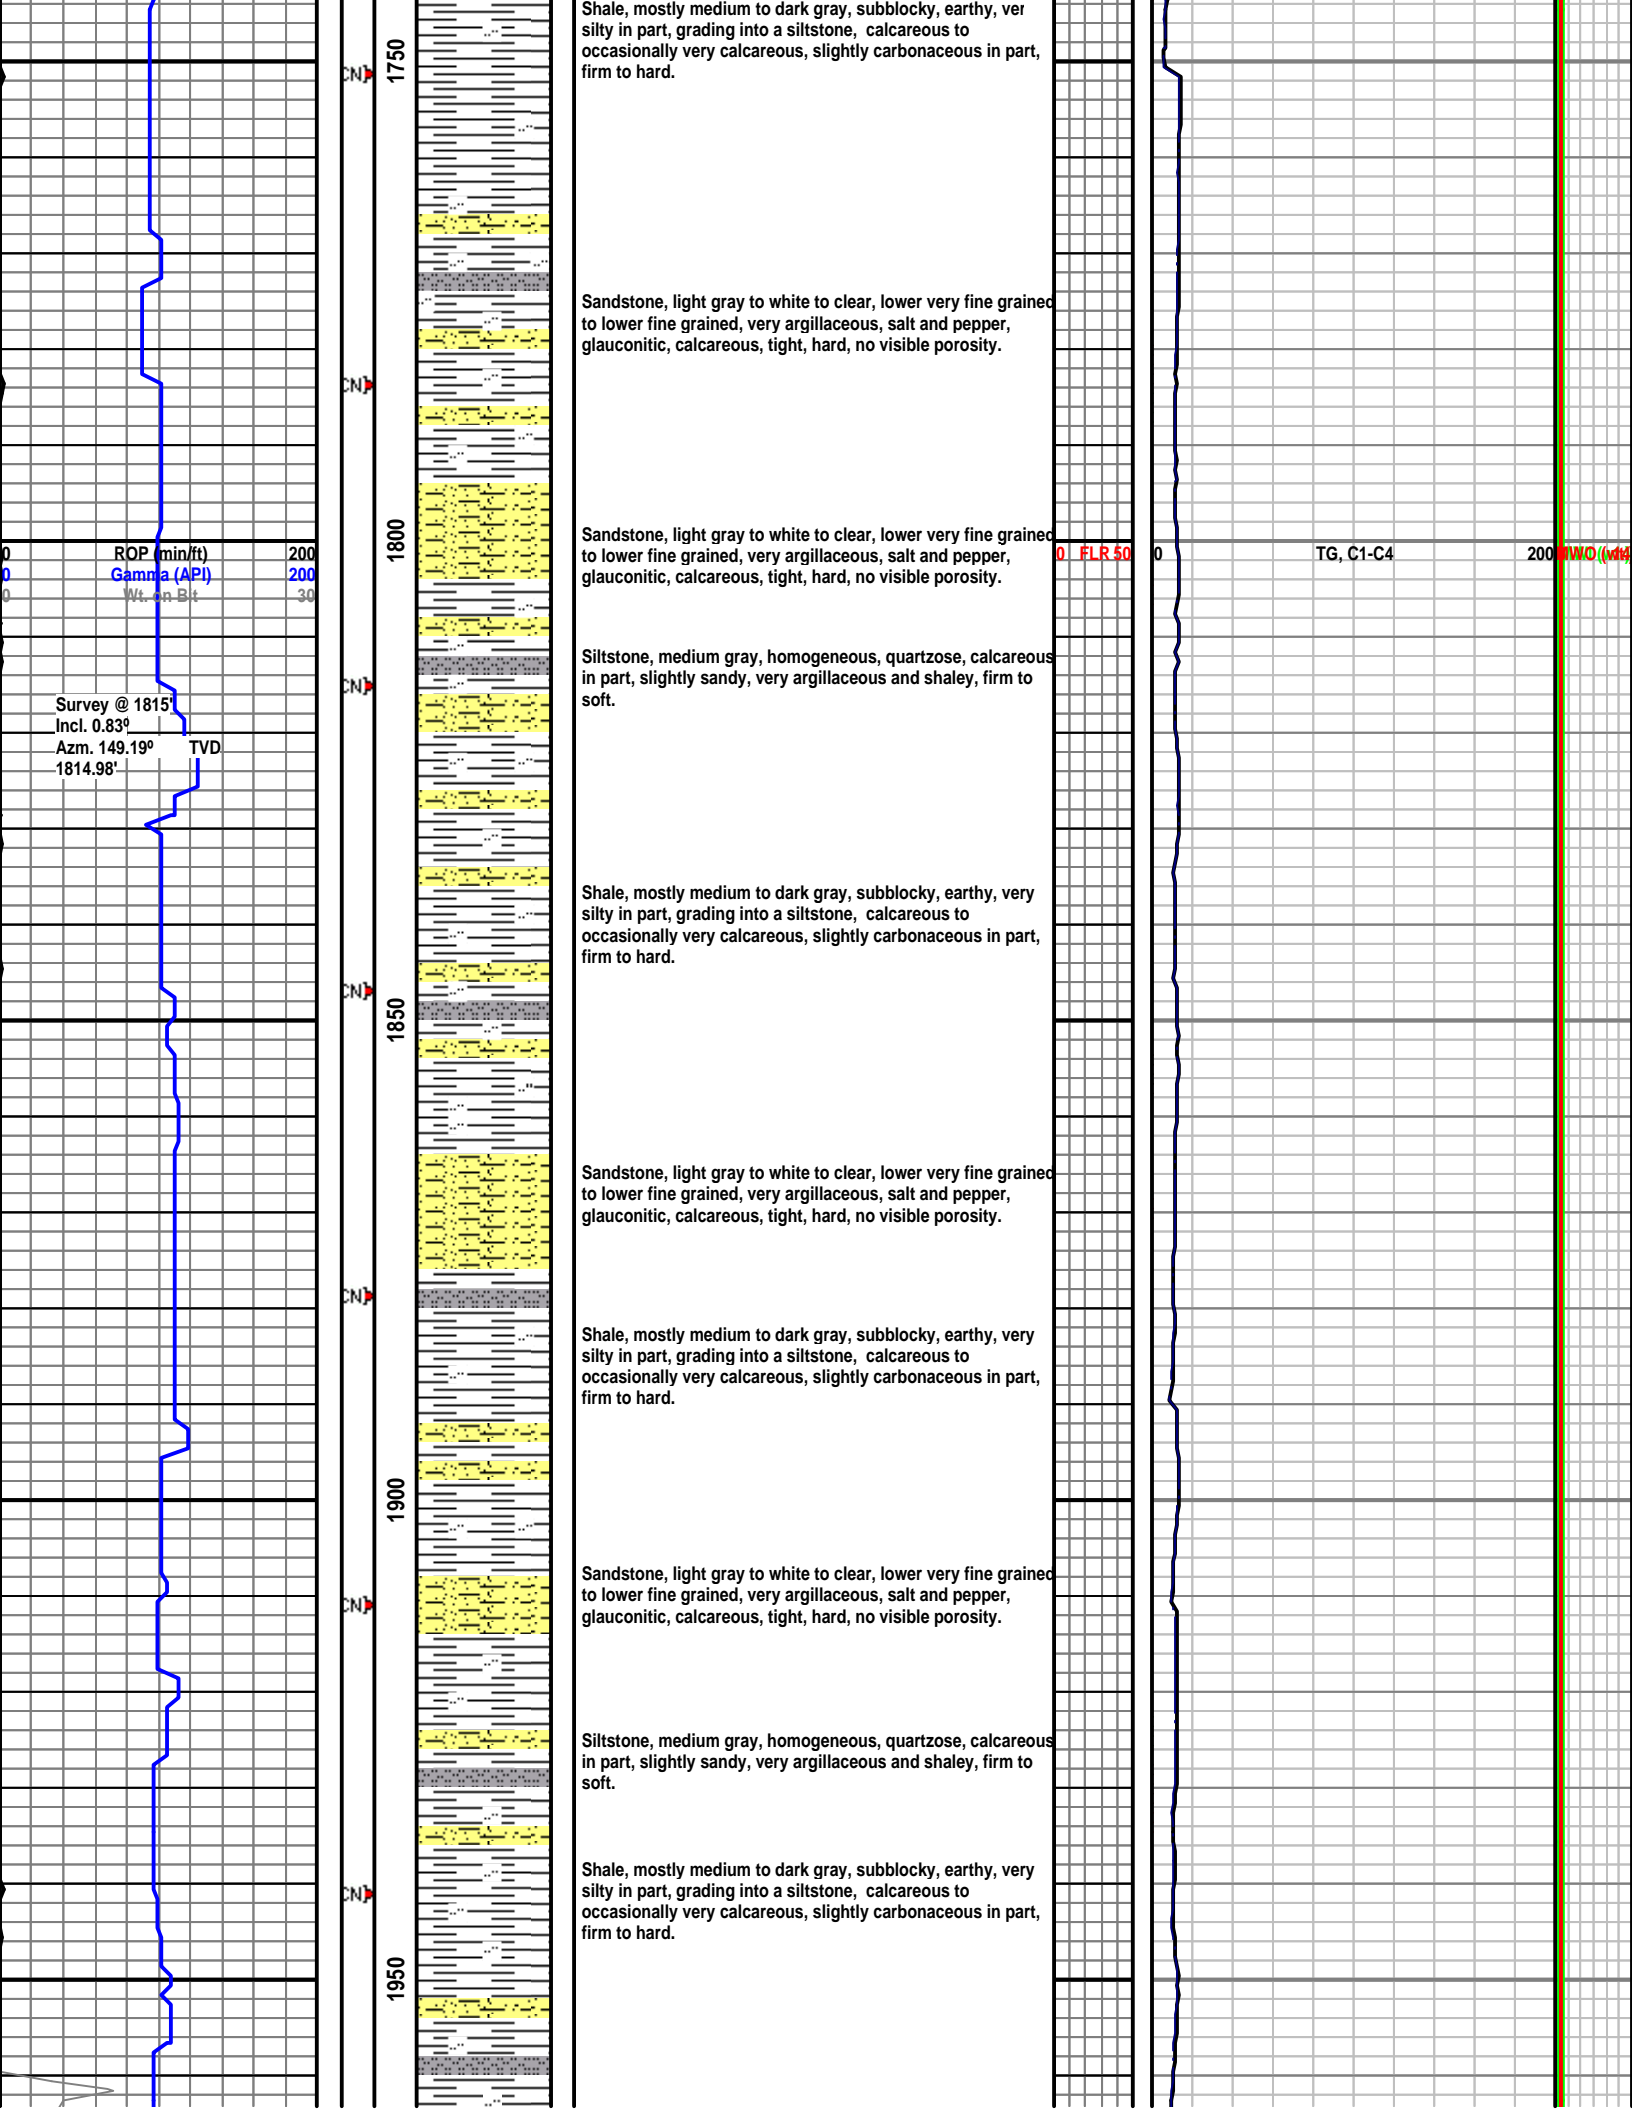 Shale, mostly medium to dark gray, subblocky, earthy, ver
silty in part, grading into a siltstone, calcareous to
occasionally very calcareous, slightly carbonaceous in part,
firm to hard.
1750
CN]
Sandstone, light gray to white to clear, lower very fine grained
to lower fine grained, very argillaceous, salt and pepper,
glauconitic, calcareous, tight, hard, no visible porosity.
CN]
Sandstone, light gray to white to clear, lower very fine grained
to lower fine grained, very argillaceous, salt and pepper,
glauconitic, calcareous, tight, hard, no visible porosity.
1800
0 ROP (min/ft) 200
0 Gamma (API) 200
0 Wt. on Bit 30
0 FLR 50
0 TG, C1-C4 200
Siltstone, medium gray, homogeneous, quartzose, calcareous
in part, slightly sandy, very argillaceous and shaley, firm to
soft.
CN]
Survey @ 1815'
Incl. 0.83º
Azm. 149.19º TVD
1814.98'
Shale, mostly medium to dark gray, subblocky, earthy, very
silty in part, grading into a siltstone, calcareous to
occasionally very calcareous, slightly carbonaceous in part,
firm to hard.
CN]
1850
Sandstone, light gray to white to clear, lower very fine grained
to lower fine grained, very argillaceous, salt and pepper,
glauconitic, calcareous, tight, hard, no visible porosity.
CN]
Shale, mostly medium to dark gray, subblocky, earthy, very
silty in part, grading into a siltstone, calcareous to
occasionally very calcareous, slightly carbonaceous in part,
firm to hard.
1900
Sandstone, light gray to white to clear, lower very fine grained
to lower fine grained, very argillaceous, salt and pepper,
glauconitic, calcareous, tight, hard, no visible porosity.
CN]
Siltstone, medium gray, homogeneous, quartzose, calcareous
in part, slightly sandy, very argillaceous and shaley, firm to
soft.
Shale, mostly medium to dark gray, subblocky, earthy, very
silty in part, grading into a siltstone, calcareous to
occasionally very calcareous, slightly carbonaceous in part,
firm to hard.
CN]
1950